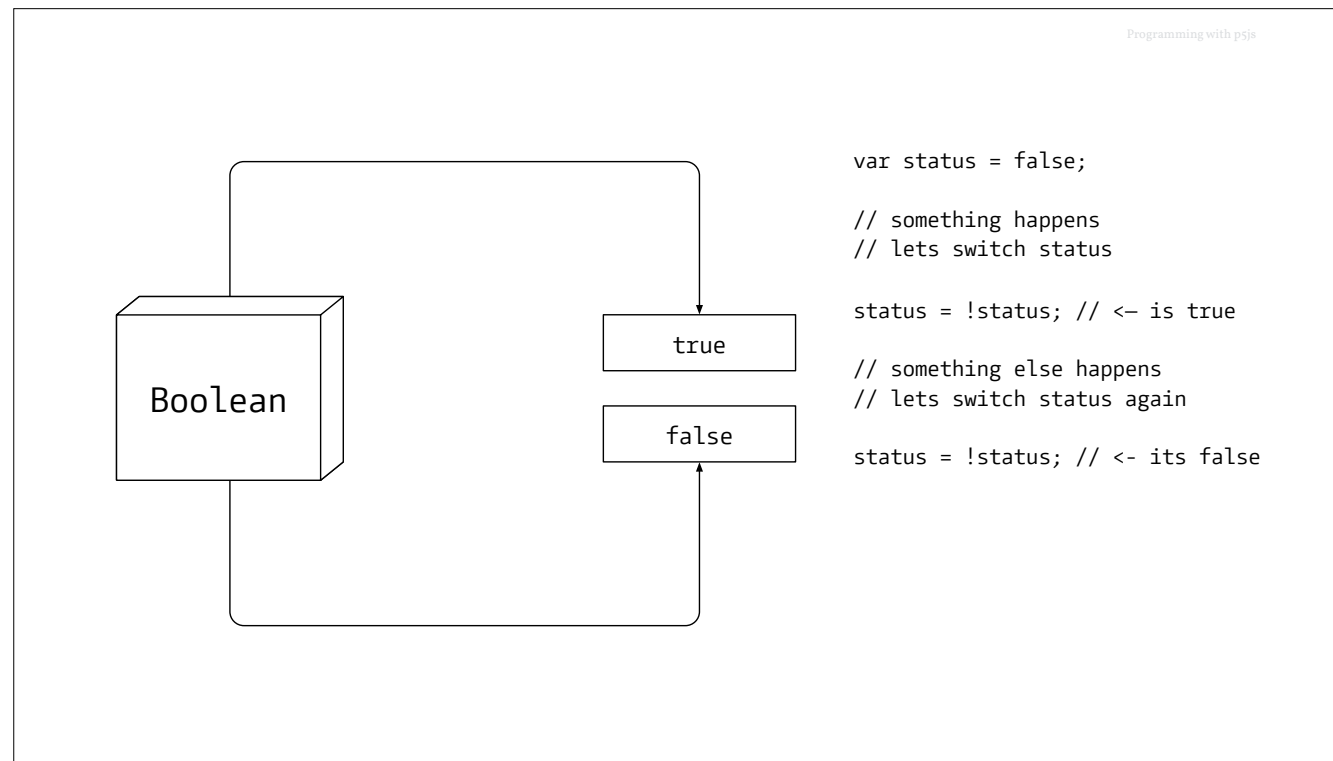 Programming with p5js
Boolean
true
false
var status = false;
// something happens
// lets switch status
status = !status; // <— is true
// something else happens
// lets switch status again
status = !status; // <- its false